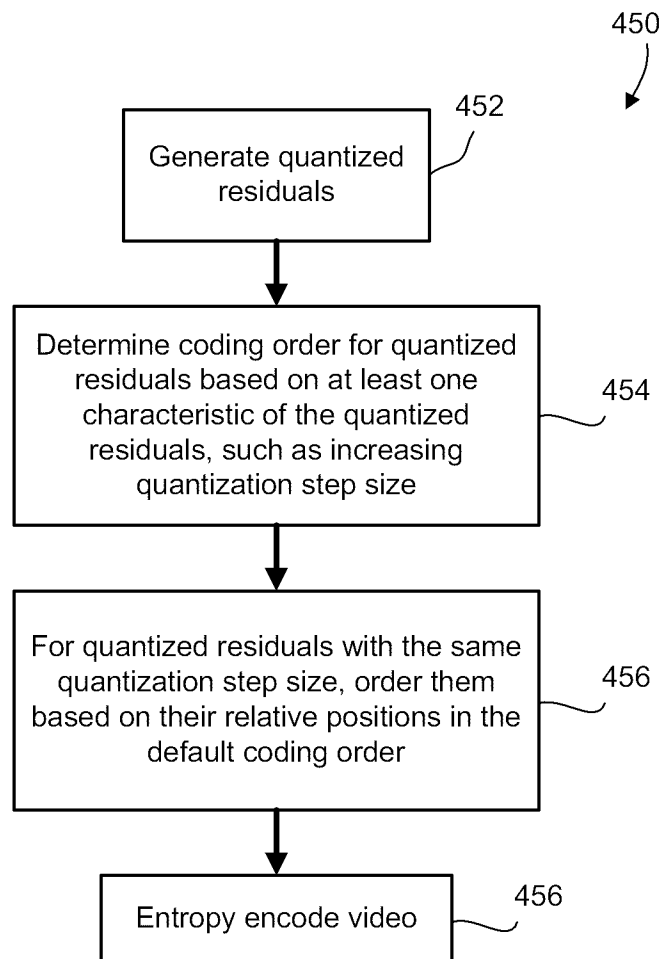 450
452
Generate quantized
residuals
Determine coding order for quantized
residuals based on at least one
characteristic of the quantized
residuals, such as increasing
quantization step size
454
For quantized residuals with the same
quantization step size, order them
based on their relative positions in the
default coding order
456
Entropy encode video
456